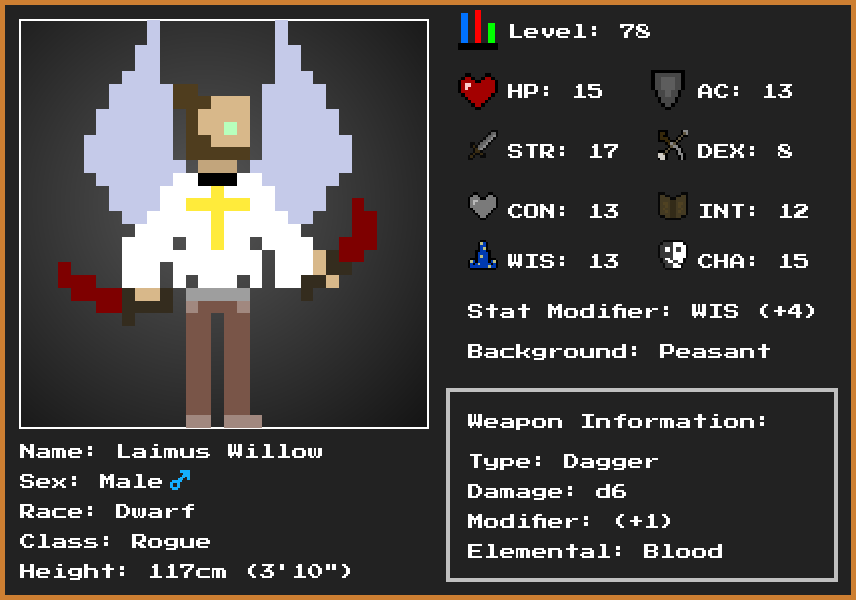 Level: 78
HP: 15
AC: 13
STR: 17
DEX: 8
CON: 13
INT: 12
WIS: 13
CHA: 15
Stat Modifier: WIS (+4)
Background: Peasant
Weapon Information:
Type: Dagger
Damage: d6
Modifier: (+1)
Elemental: Blood
Name: Laimus Willow
Sex: Male♂
Race: Dwarf
Class: Rogue
Height: 117cm (3'10")